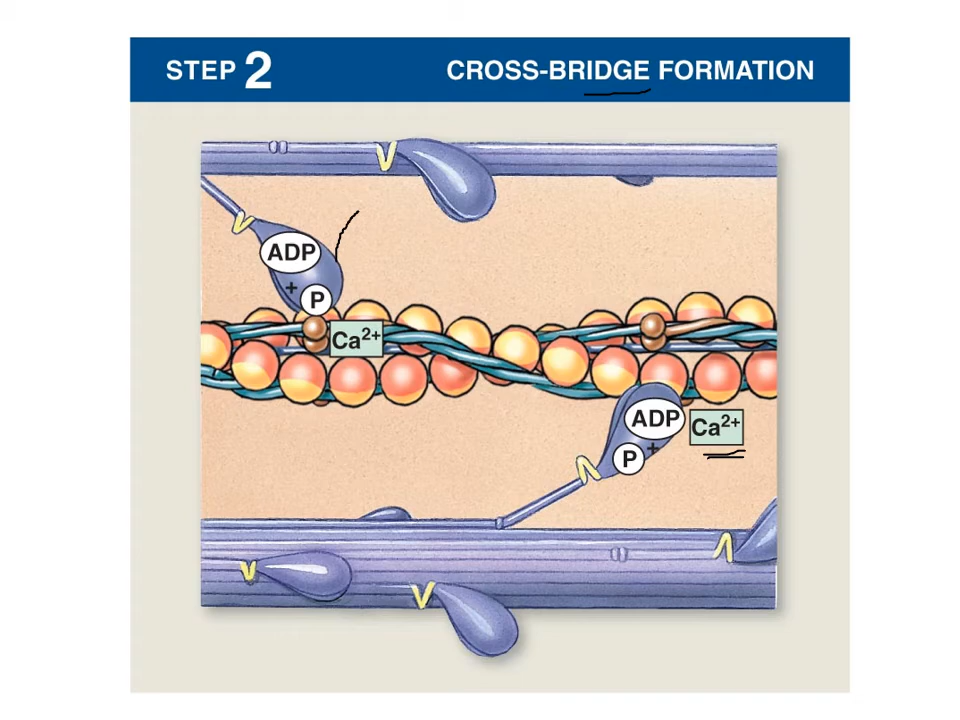 STEP 2 CROSS-BRIDGE FORMATION
ADP
+
P
Ca2+
ADP
Ca2+
P +